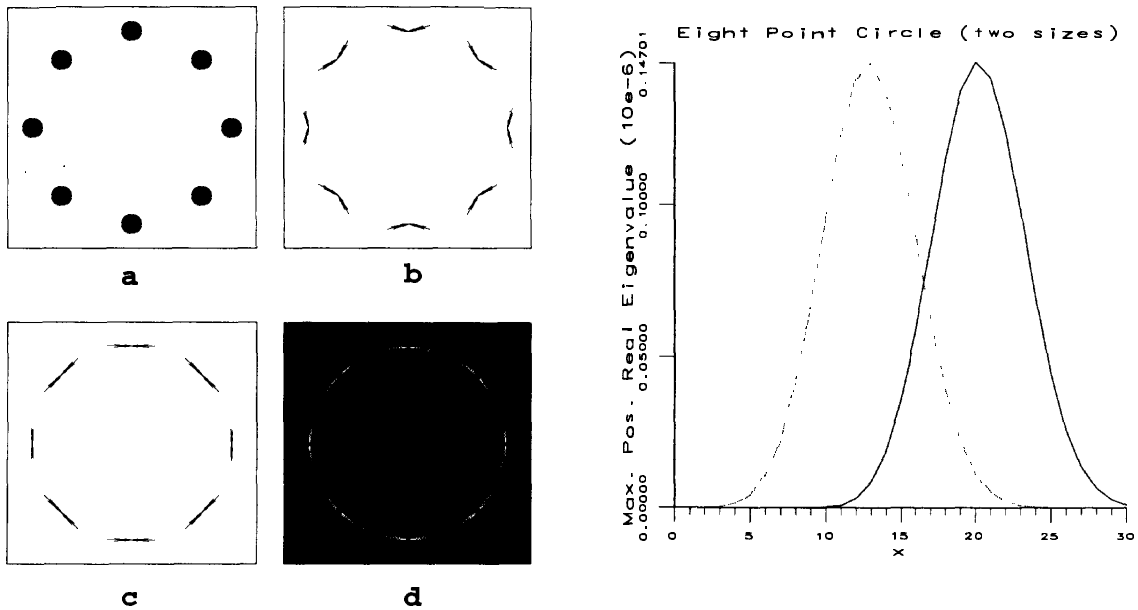 a
b
c
d
Eight Point Circle (two sizes)
Max. Pos. Real Eigenvalue (10e-6)
0.14701
0.10000
0.05000
0.00000
0 5 10 15 20 25 30
X